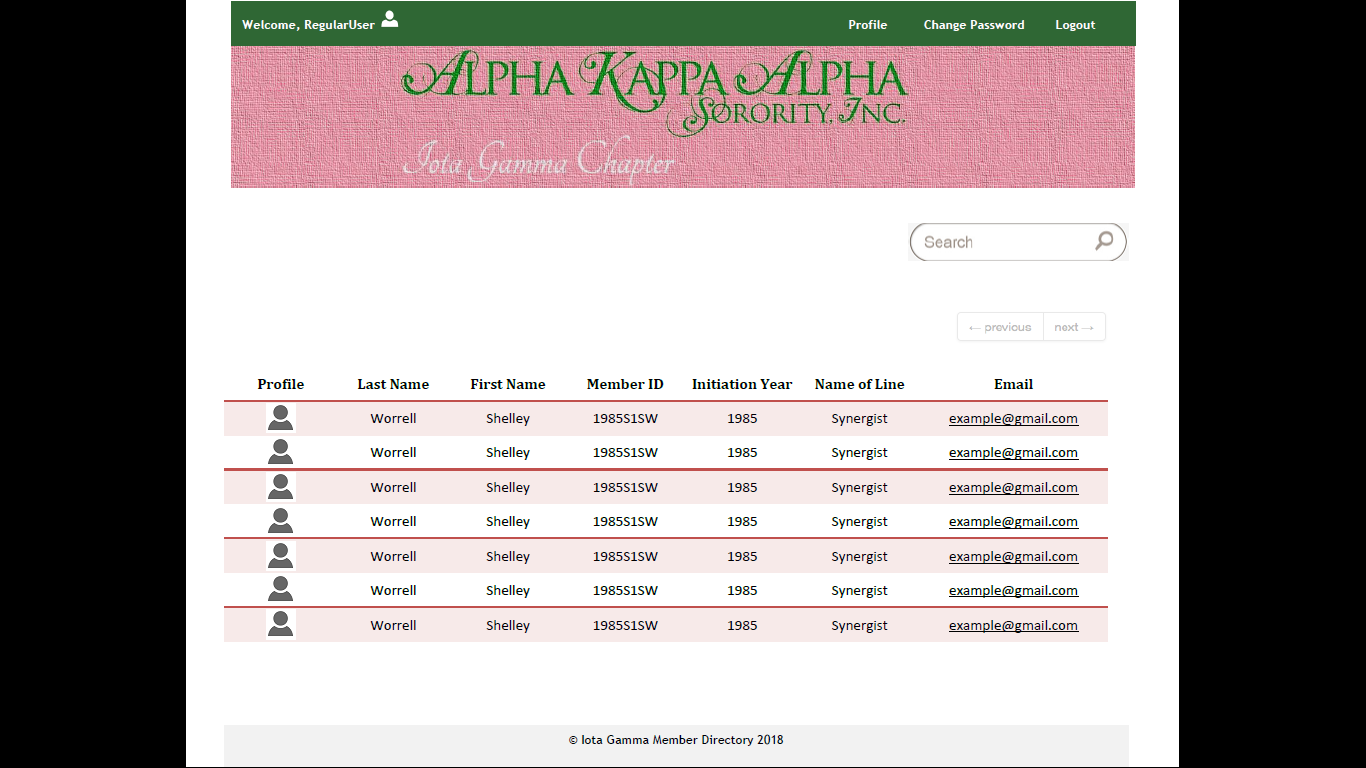 Welcome, RegularUser Profile Change Password Logout
Alpha Kappa Alpha
Sorority, Inc.
Iota Gamma Chapter
Search
← previous next →
Profile Last Name First Name Member ID Initiation Year Name of Line Email
Worrell Shelley 1985S1SW 1985 Synergist example@gmail.com
Worrell Shelley 1985S1SW 1985 Synergist example@gmail.com
Worrell Shelley 1985S1SW 1985 Synergist example@gmail.com
Worrell Shelley 1985S1SW 1985 Synergist example@gmail.com
Worrell Shelley 1985S1SW 1985 Synergist example@gmail.com
Worrell Shelley 1985S1SW 1985 Synergist example@gmail.com
Worrell Shelley 1985S1SW 1985 Synergist example@gmail.com
© Iota Gamma Member Directory 2018